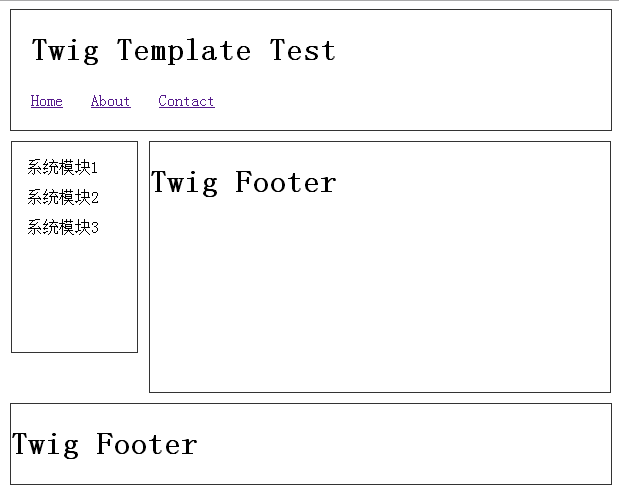 Twig Template Test
Home About Contact
系统模块1
系统模块2
系统模块3
Twig Footer
Twig Footer